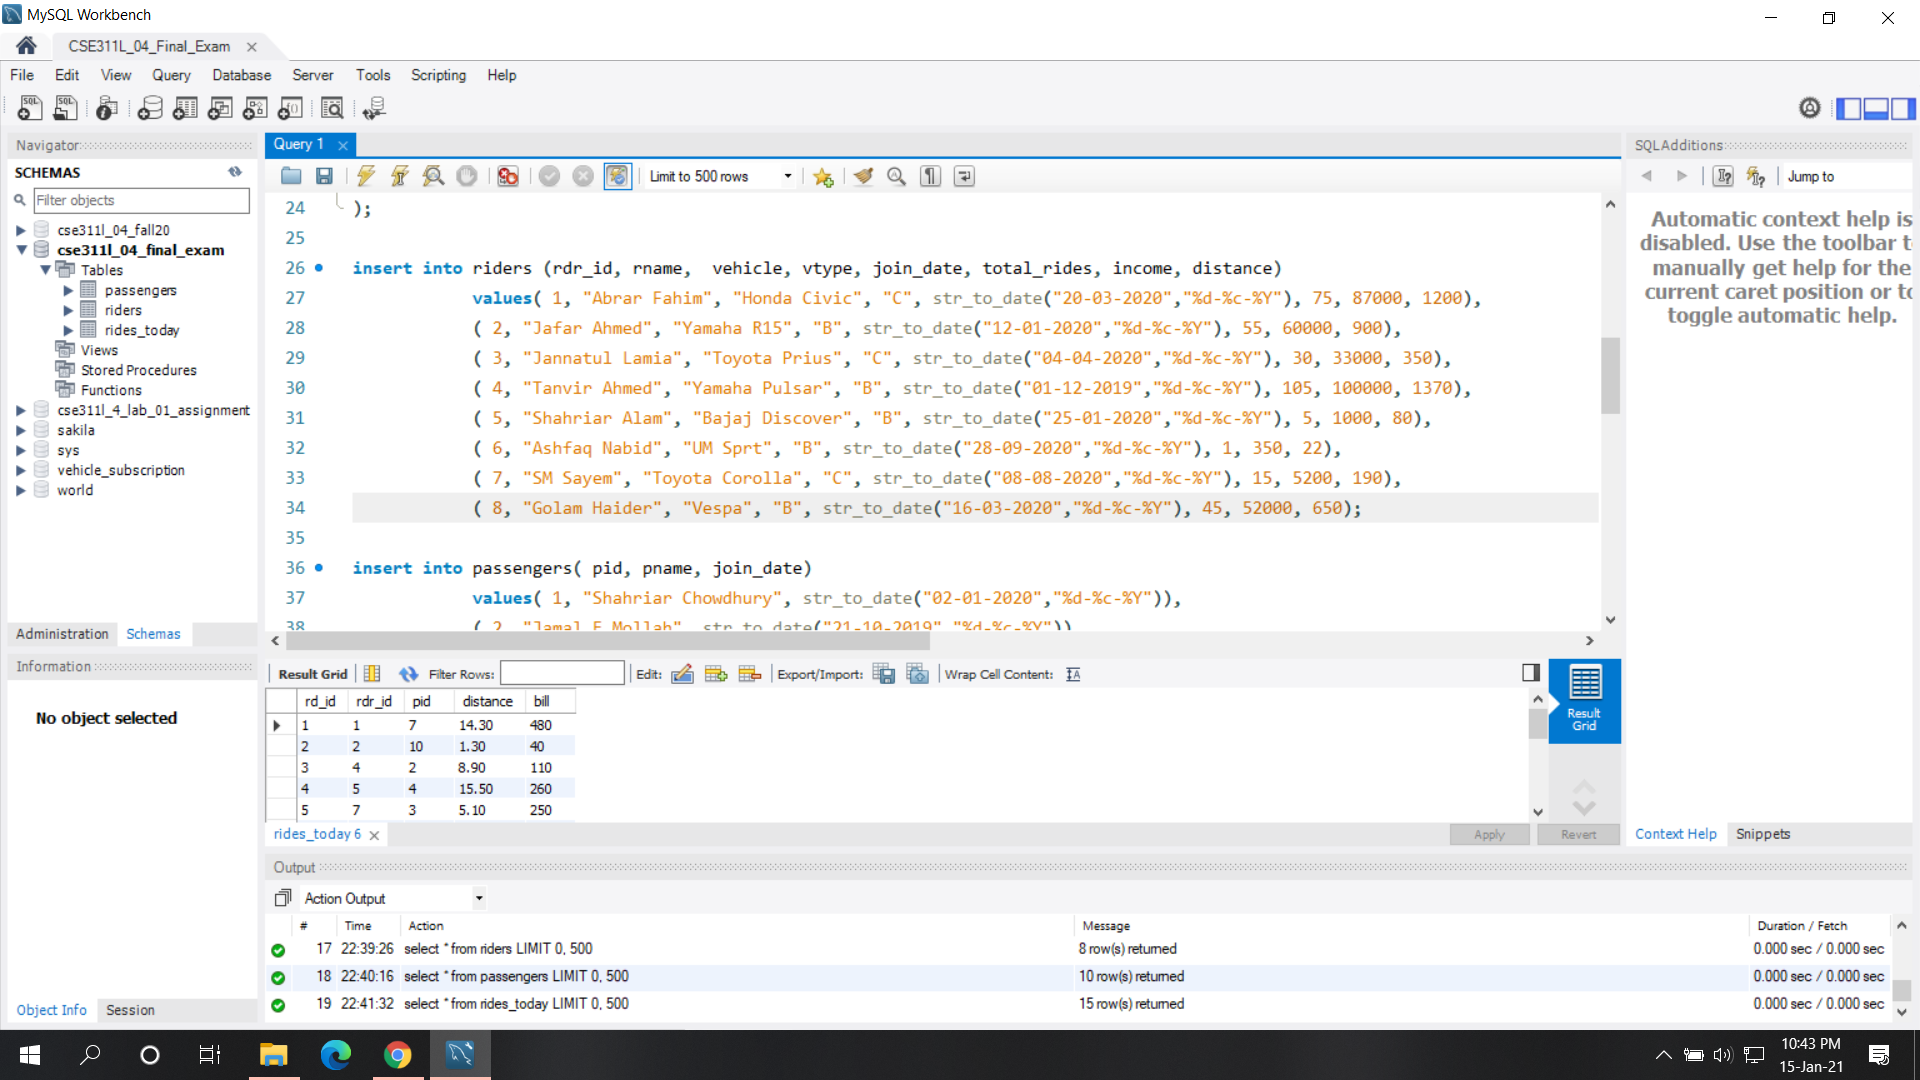 MySQL Workbench
CSE311L_04_Final_Exam
File Edit View Query Database Server Tools Scripting Help
Navigator
SCHEMAS
Filter objects
cse311l_04_fall20
cse311l_04_final_exam
Tables
passengers
riders
rides_today
Views
Stored Procedures
Functions
cse311l_4_lab_01_assignment
sakila
sys
vehicle_subscription
world
Administration Schemas
Information
No object selected
Object Info Session
Query 1
Limit to 500 rows
24 );
25
26 insert into riders (rdr_id, rname,  vehicle, vtype, join_date, total_rides, income, distance)
27 values( 1, "Abrar Fahim", "Honda Civic", "C", str_to_date("20-03-2020","%d-%c-%Y"), 75, 87000, 1200),
28 ( 2, "Jafar Ahmed", "Yamaha R15", "B", str_to_date("12-01-2020","%d-%c-%Y"), 55, 60000, 900),
29 ( 3, "Jannatul Lamia", "Toyota Prius", "C", str_to_date("04-04-2020","%d-%c-%Y"), 30, 33000, 350),
30 ( 4, "Tanvir Ahmed", "Yamaha Pulsar", "B", str_to_date("01-12-2019","%d-%c-%Y"), 105, 100000, 1370),
31 ( 5, "Shahriar Alam", "Bajaj Discover", "B", str_to_date("25-01-2020","%d-%c-%Y"), 5, 1000, 80),
32 ( 6, "Ashfaq Nabid", "UM Sprt", "B", str_to_date("28-09-2020","%d-%c-%Y"), 1, 350, 22),
33 ( 7, "SM Sayem", "Toyota Corolla", "C", str_to_date("08-08-2020","%d-%c-%Y"), 15, 5200, 190),
34 ( 8, "Golam Haider", "Vespa", "B", str_to_date("16-03-2020","%d-%c-%Y"), 45, 52000, 650);
35
36 insert into passengers( pid, pname, join_date)
37 values( 1, "Shahriar Chowdhury", str_to_date("02-01-2020","%d-%c-%Y")),
38 ( 2, "Jamal E Mollah", str_to_date("21-10-2019","%d-%c-%Y"))
Result Grid Filter Rows: Edit: Export/Import: Wrap Cell Content:
rd_id rdr_id pid distance bill
1 1 7 14.30 480
2 2 10 1.30 40
3 4 2 8.90 110
4 5 4 15.50 260
5 7 3 5.10 250
Result
Grid
rides_today 6
Apply Revert
SQLAdditions
Jump to
Automatic context help is
disabled. Use the toolbar t
manually get help for the
current caret position or to
toggle automatic help.
Context Help Snippets
Output
Action Output
# Time Action Message Duration / Fetch
17 22:39:26 select * from riders LIMIT 0, 500 8 row(s) returned 0.000 sec / 0.000 sec
18 22:40:16 select * from passengers LIMIT 0, 500 10 row(s) returned 0.000 sec / 0.000 sec
19 22:41:32 select * from rides_today LIMIT 0, 500 15 row(s) returned 0.000 sec / 0.000 sec
10:43 PM
15-Jan-21